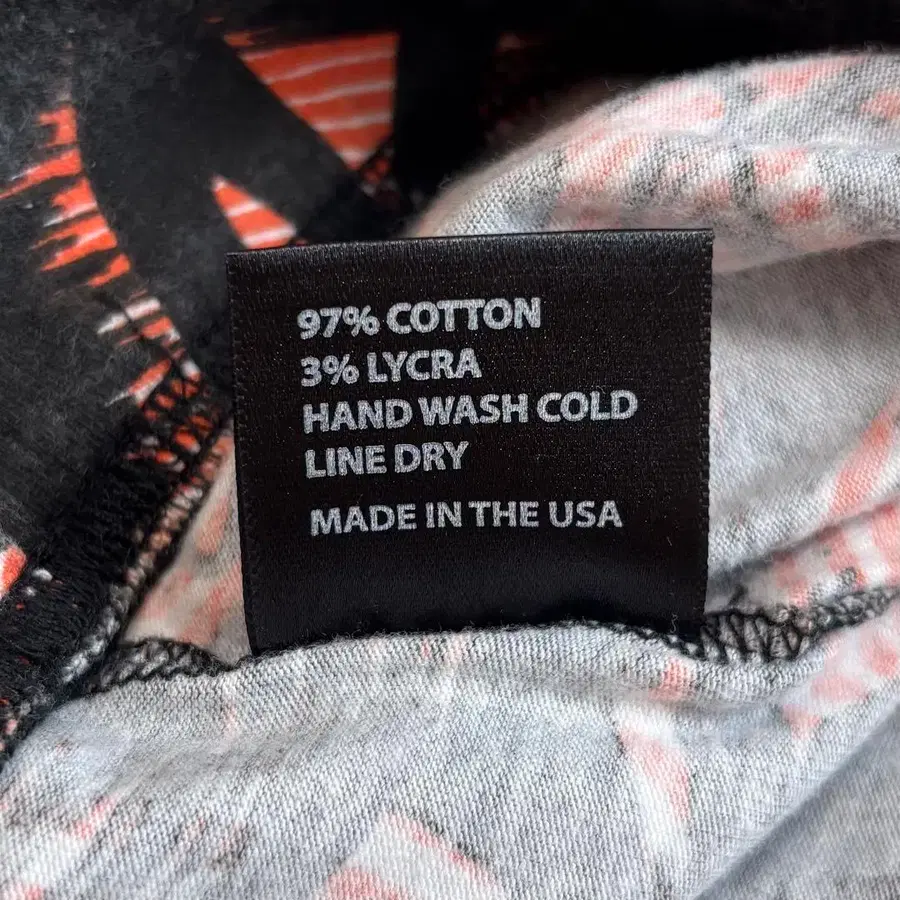 97% COTTON
3% LYCRA
HAND WASH COLD
LINE DRY
MADE IN THE USA